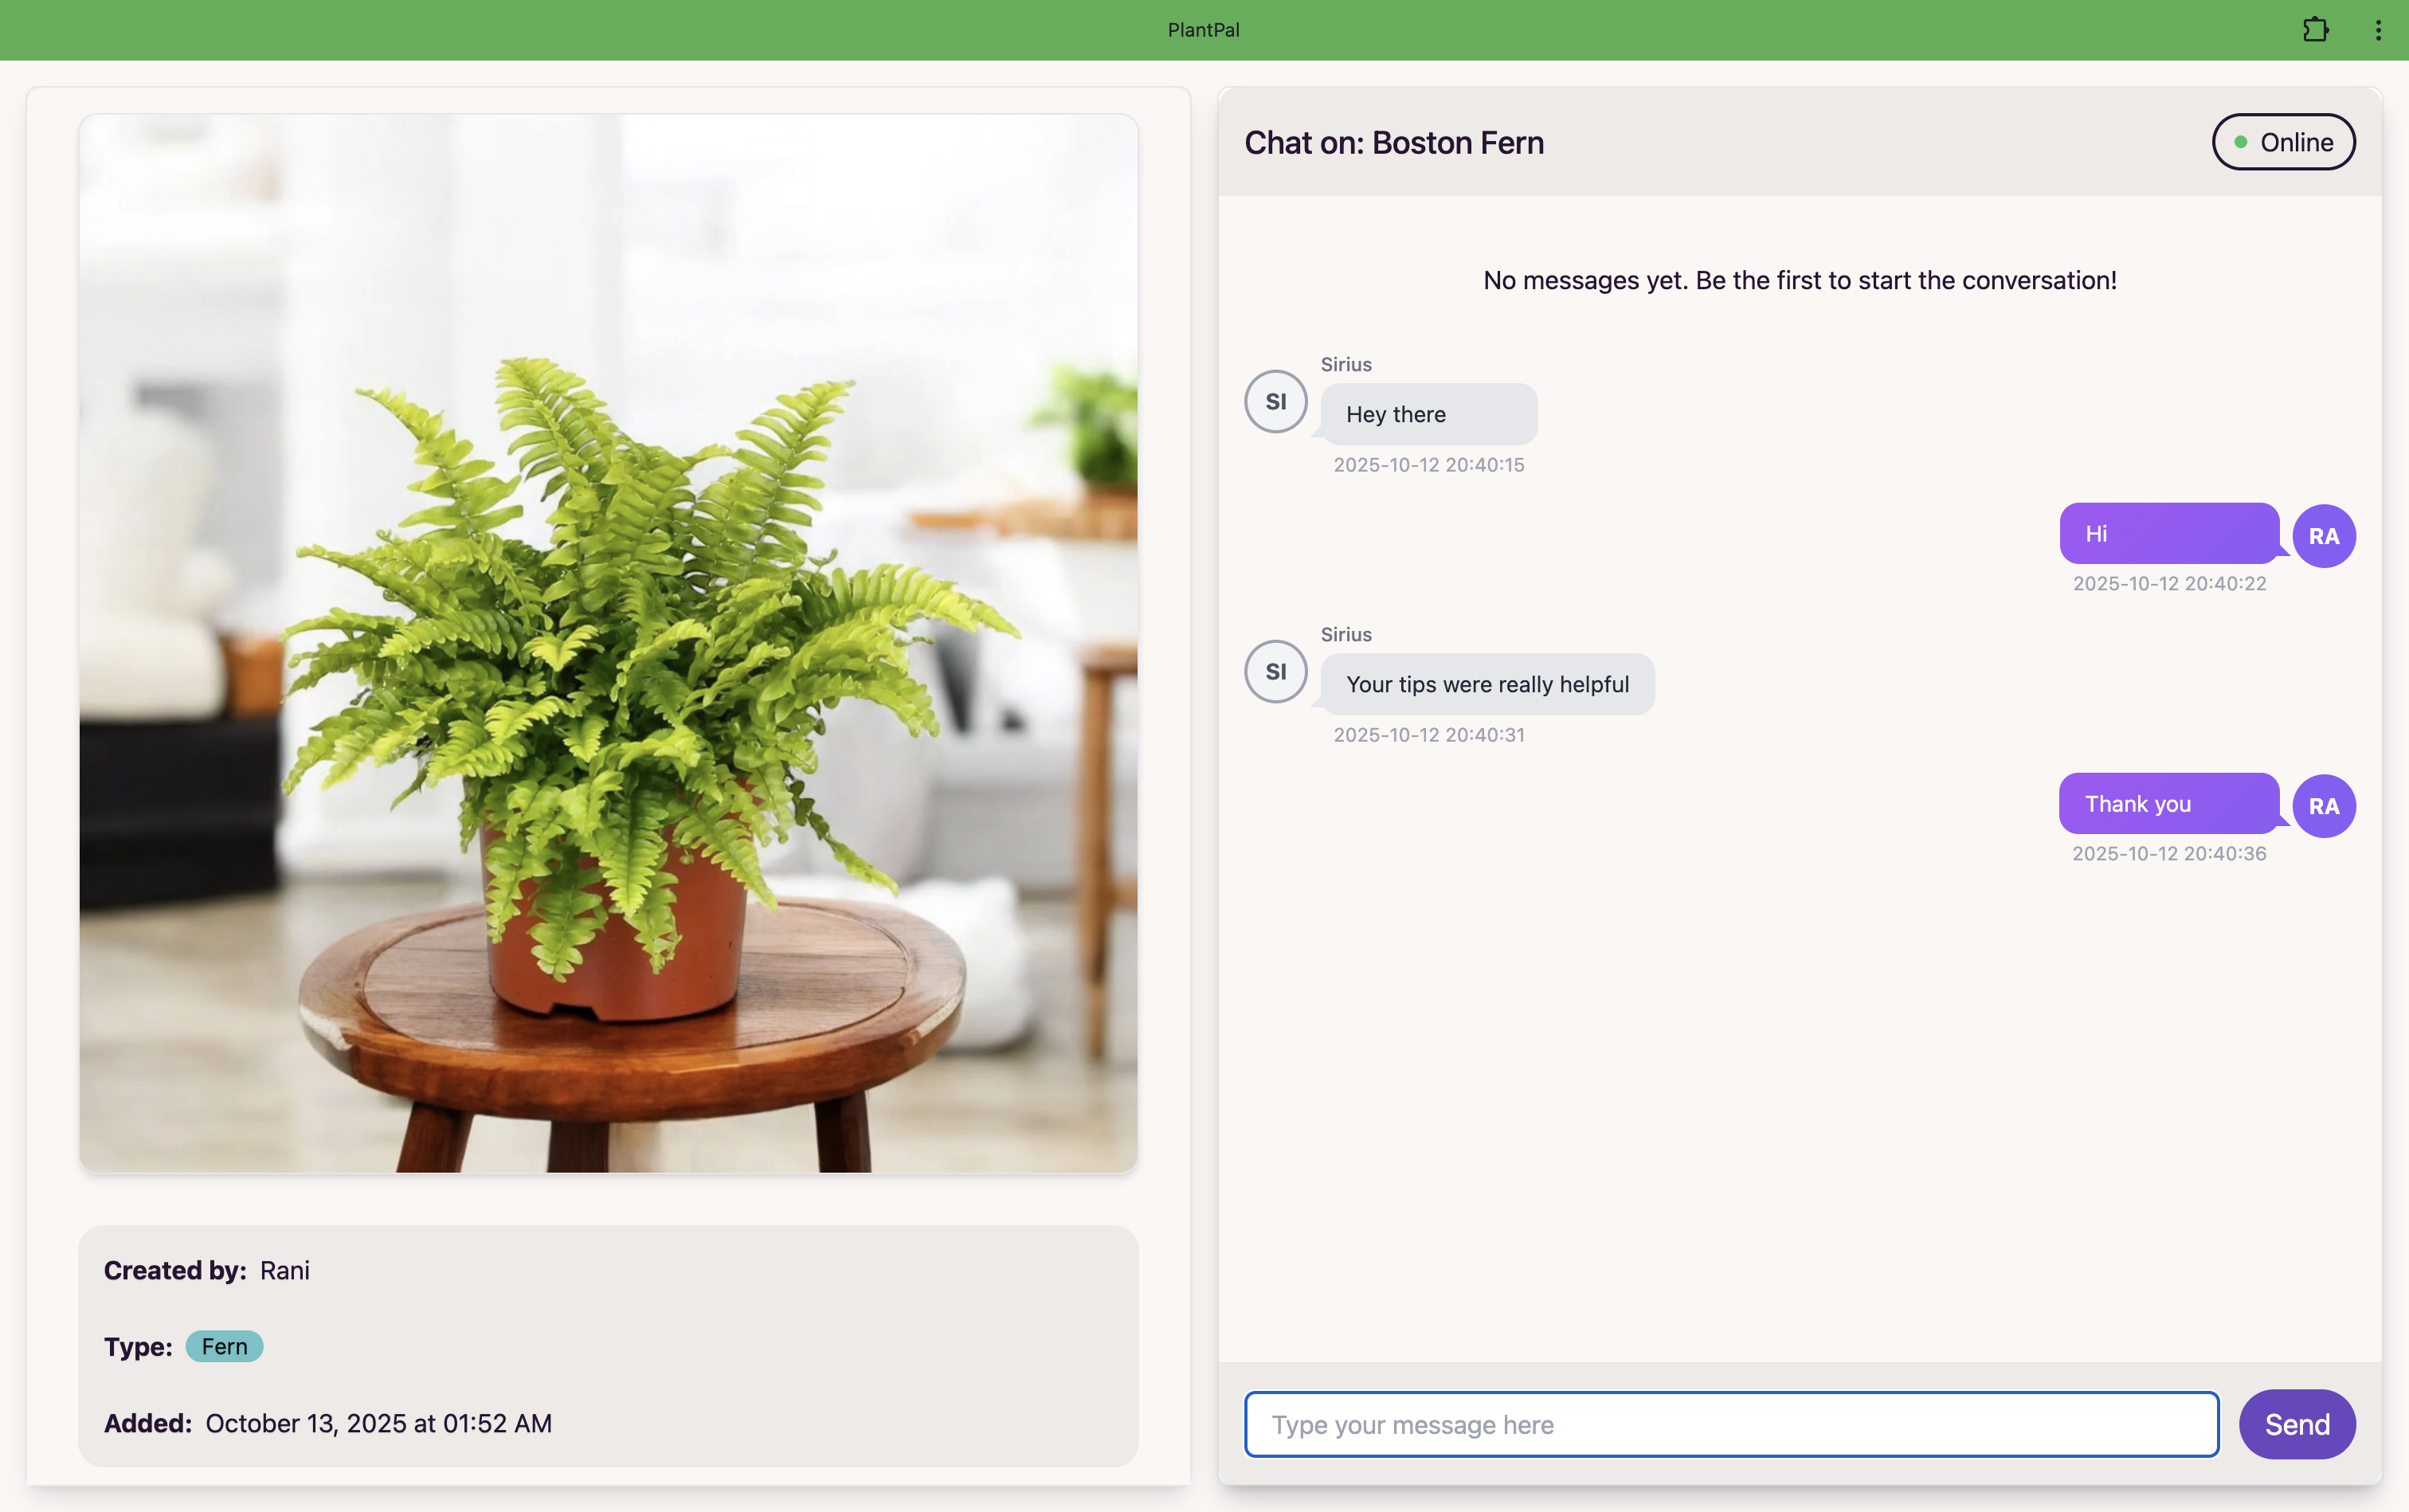 PlantPal
Created by: Rani
Type: Fern
Added: October 13, 2025 at 01:52 AM
Chat on: Boston Fern
Online
No messages yet. Be the first to start the conversation!
Sirius
SI
Hey there
2025-10-12 20:40:15
Hi
RA
2025-10-12 20:40:22
Sirius
SI
Your tips were really helpful
2025-10-12 20:40:31
Thank you
RA
2025-10-12 20:40:36
Type your message here
Send